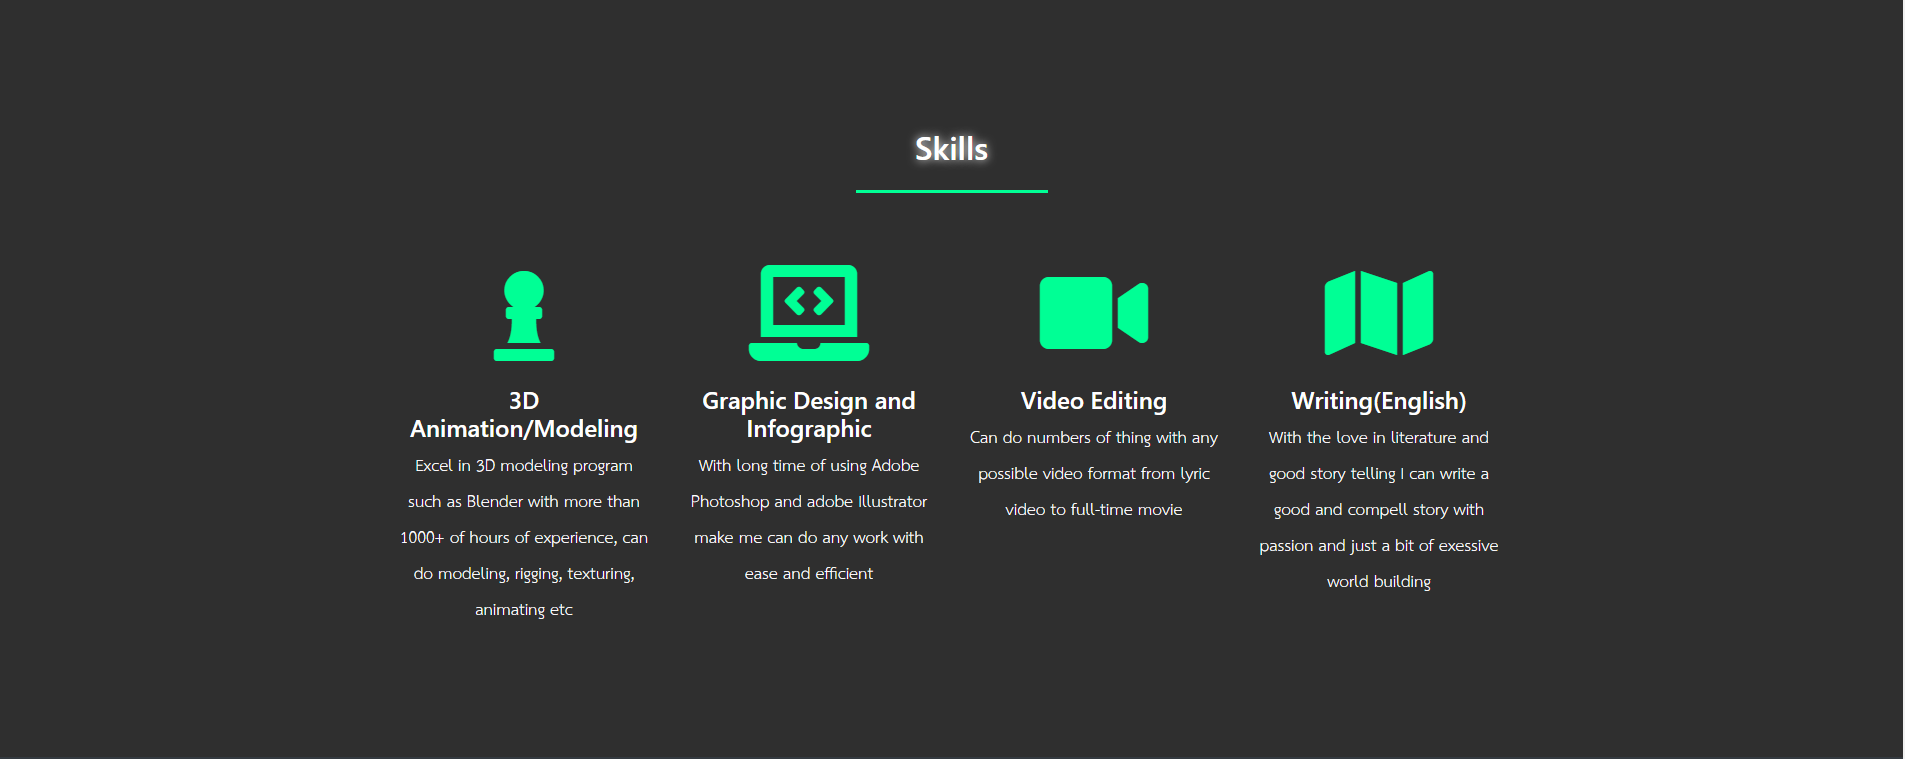 Skills
3D
Animation/Modeling
Excel in 3D modeling program
such as Blender with more than
1000+ of hours of experience, can
do modeling, rigging, texturing,
animating etc
Graphic Design and
Infographic
With long time of using Adobe
Photoshop and adobe Illustrator
make me can do any work with
ease and efficient
Video Editing
Can do numbers of thing with any
possible video format from lyric
video to full-time movie
Writing(English)
With the love in literature and
good story telling I can write a
good and compell story with
passion and just a bit of exessive
world building